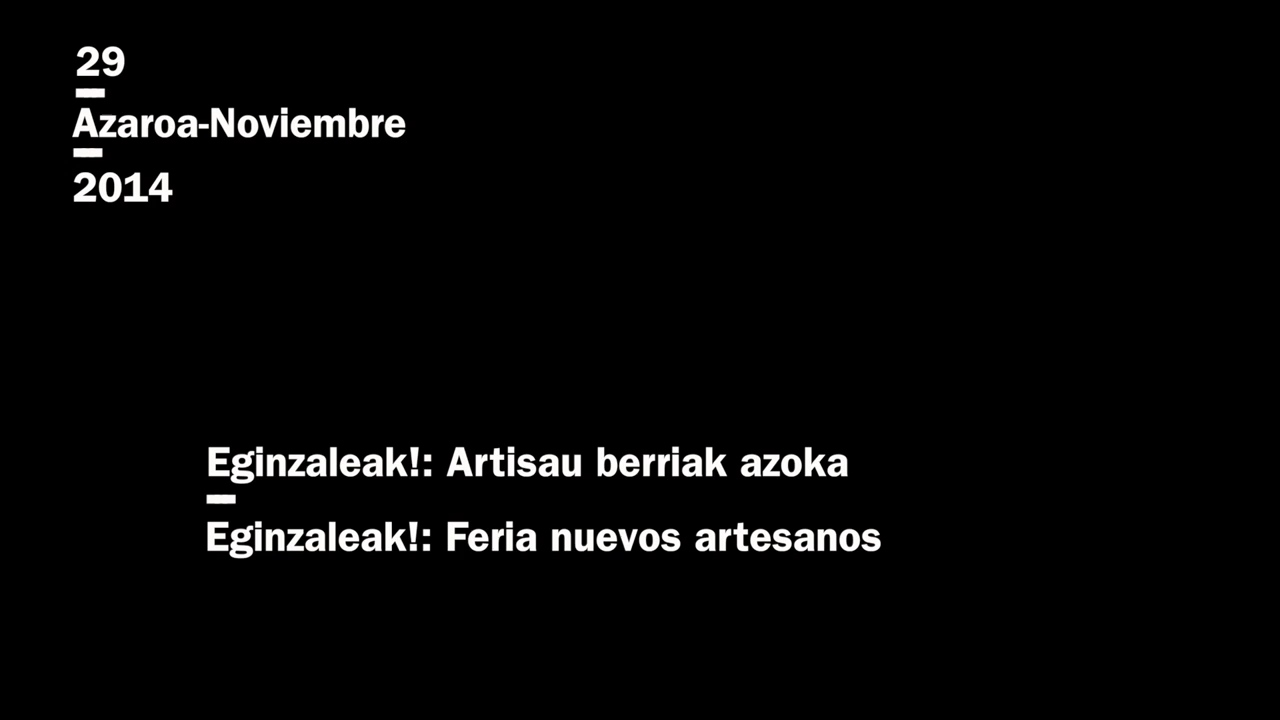 29
Azaroa-Noviembre
2014
Eginzaleak!: Artisau berriak azoka
Eginzaleak!: Feria nuevos artesanos